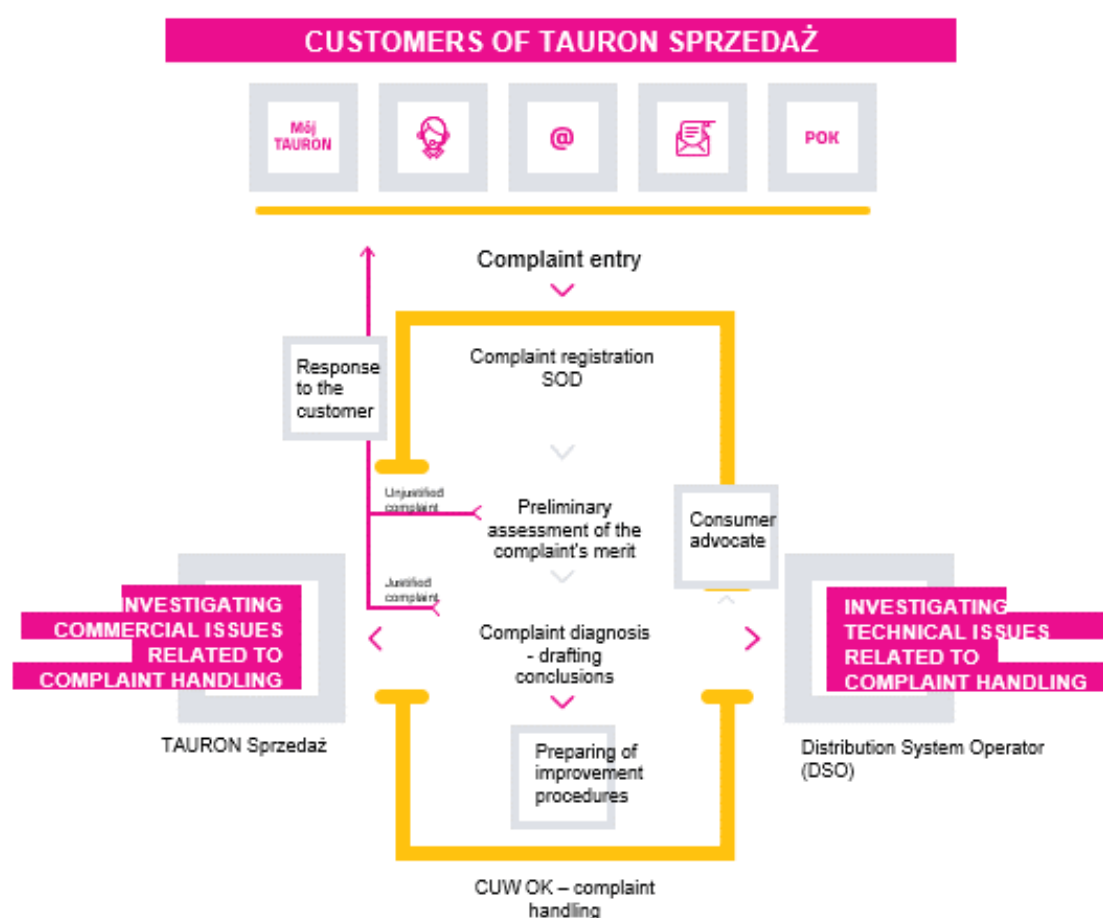 CUSTOMERS OF TAURON SPRZEDAŻ
Mój
TAURON
@
POK
Complaint entry
Complaint registration
SOD
Response
to the
customer
Unjustified
complaint
Preliminary
assessment of the
complaint's merit
Consumer
advocate
Justified
complaint
INVESTIGATING
COMMERCIAL ISSUES
RELATED TO
COMPLAINT HANDLING
Complaint diagnosis
- drafting
conclusions
INVESTIGATING
TECHNICAL ISSUES
RELATED TO
COMPLAINT HANDLING
TAURON Sprzedaż
Distribution System Operator
(DSO)
Preparing of
improvement
procedures
CUW OK – complaint
handling